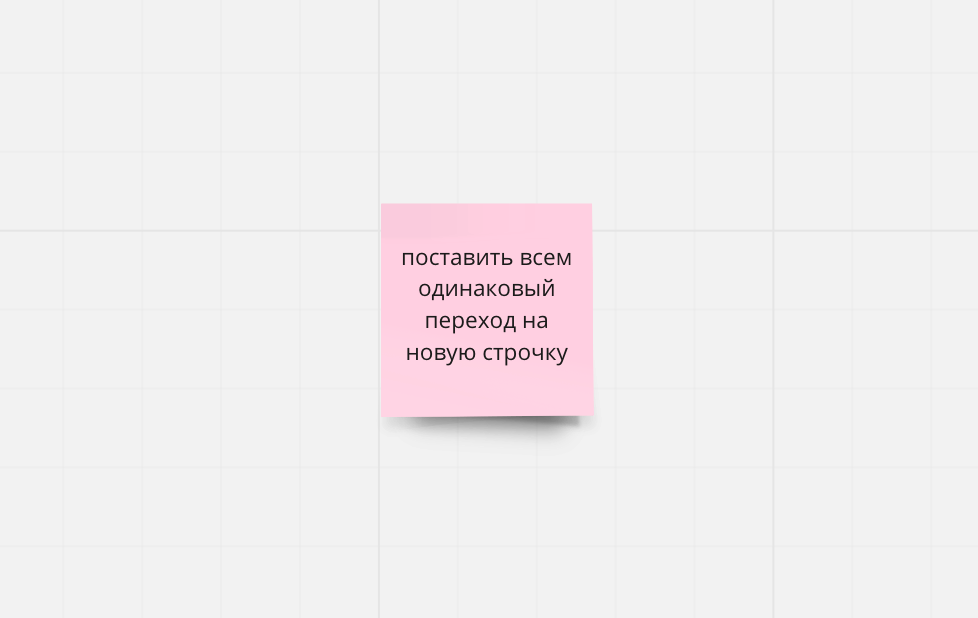 поставить всем
одинаковый
переход на
новую строчку